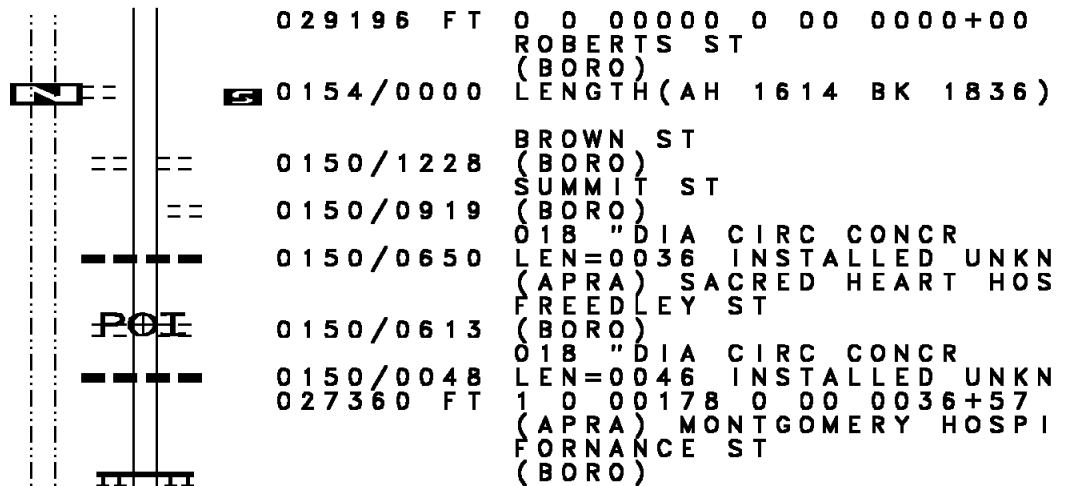 029196 FT 0 0 00000 0 00 0000+00
ROBERTS ST
(BORO)
N S 0154/0000 LENGTH(AH 1614 BK 1836)
BROWN ST
0150/1228 (BORO)
SUMMIT ST
0150/0919 (BORO)
018 "DIA CIRC CONCR
0150/0650 LEN=0036 INSTALLED UNKN
(APRA) SACRED HEART HOS
FREEDLEY ST
POI 0150/0613 (BORO)
018 "DIA CIRC CONCR
0150/0048 LEN=0046 INSTALLED UNKN
027360 FT 1 0 00178 0 00 0036+57
(APRA) MONTGOMERY HOSPI
FORNANCE ST
(BORO)